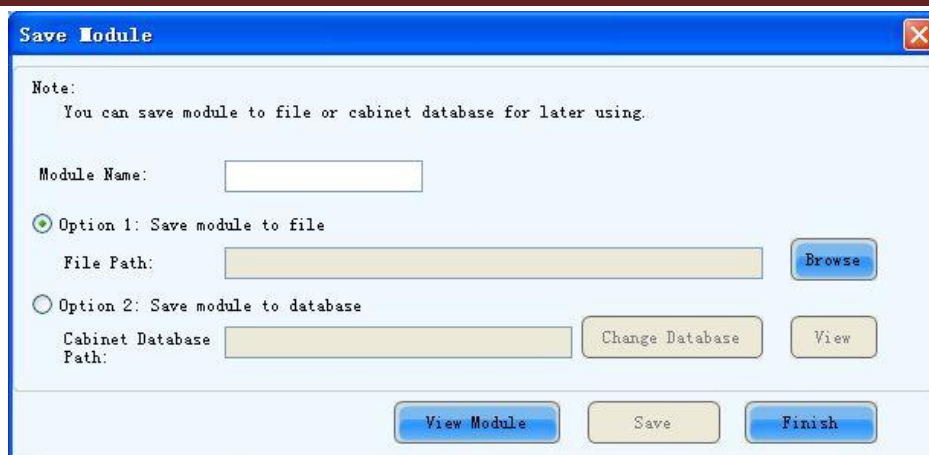 Save Module
Note:
You can save module to file or cabinet database for later using.
Module Name:
Option 1: Save module to file
File Path:
Browse
Option 2: Save module to database
Cabinet Database
Path:
Change Database
View
View Module
Save
Finish